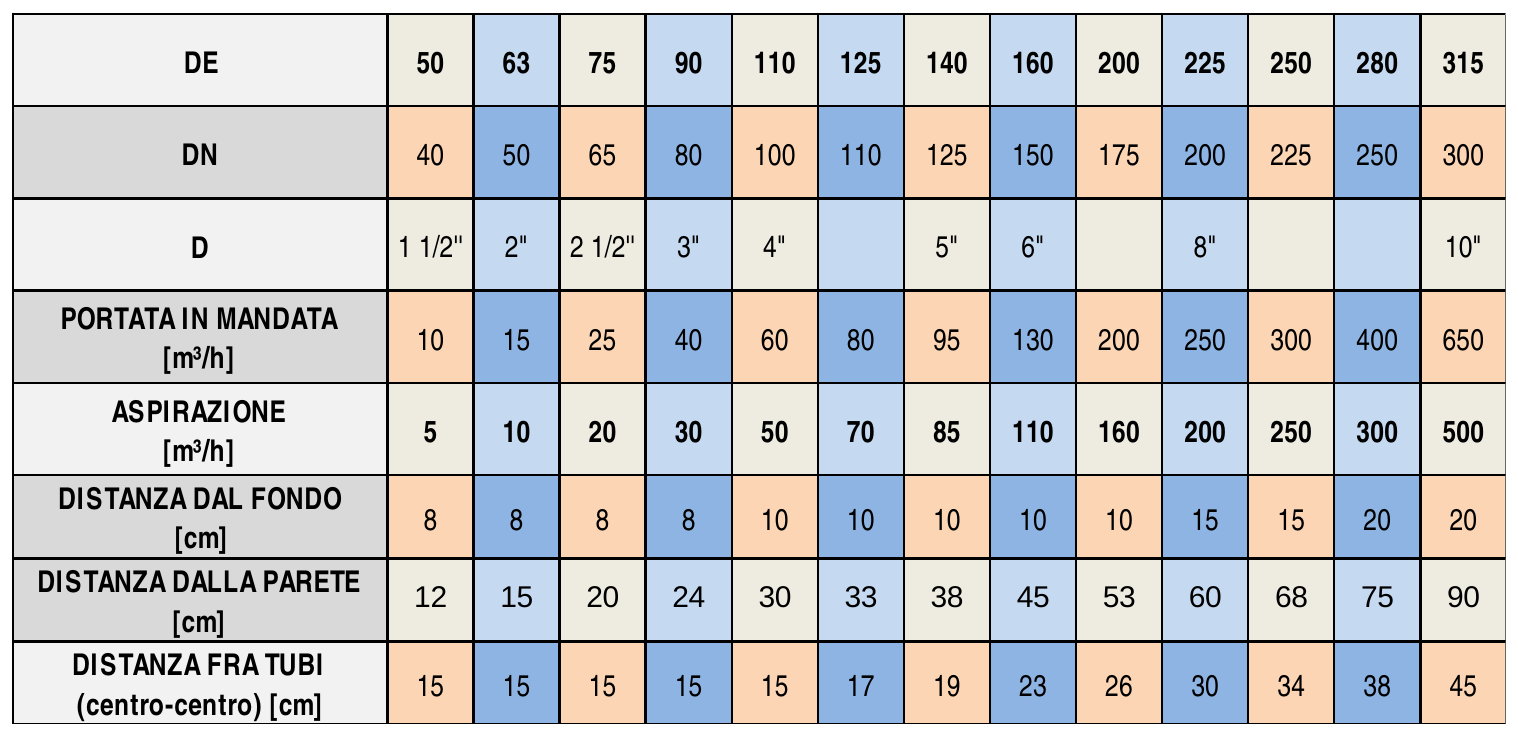 DE 50 63 75 90 110 125 140 160 200 225 250 280 315
DN 40 50 65 80 100 110 125 150 175 200 225 250 300
D 1 1/2" 2" 2 1/2" 3" 4" 5" 6" 8" 10"
PORTATA IN MANDATA
[m³/h] 10 15 25 40 60 80 95 130 200 250 300 400 650
ASPIRAZIONE
[m³/h] 5 10 20 30 50 70 85 110 160 200 250 300 500
DISTANZA DAL FONDO
[cm] 8 8 8 8 10 10 10 10 10 15 15 20 20
DISTANZA DALLA PARETE
[cm] 12 15 20 24 30 33 38 45 53 60 68 75 90
DISTANZA FRA TUBI
(centro-centro) [cm] 15 15 15 15 15 17 19 23 26 30 34 38 45